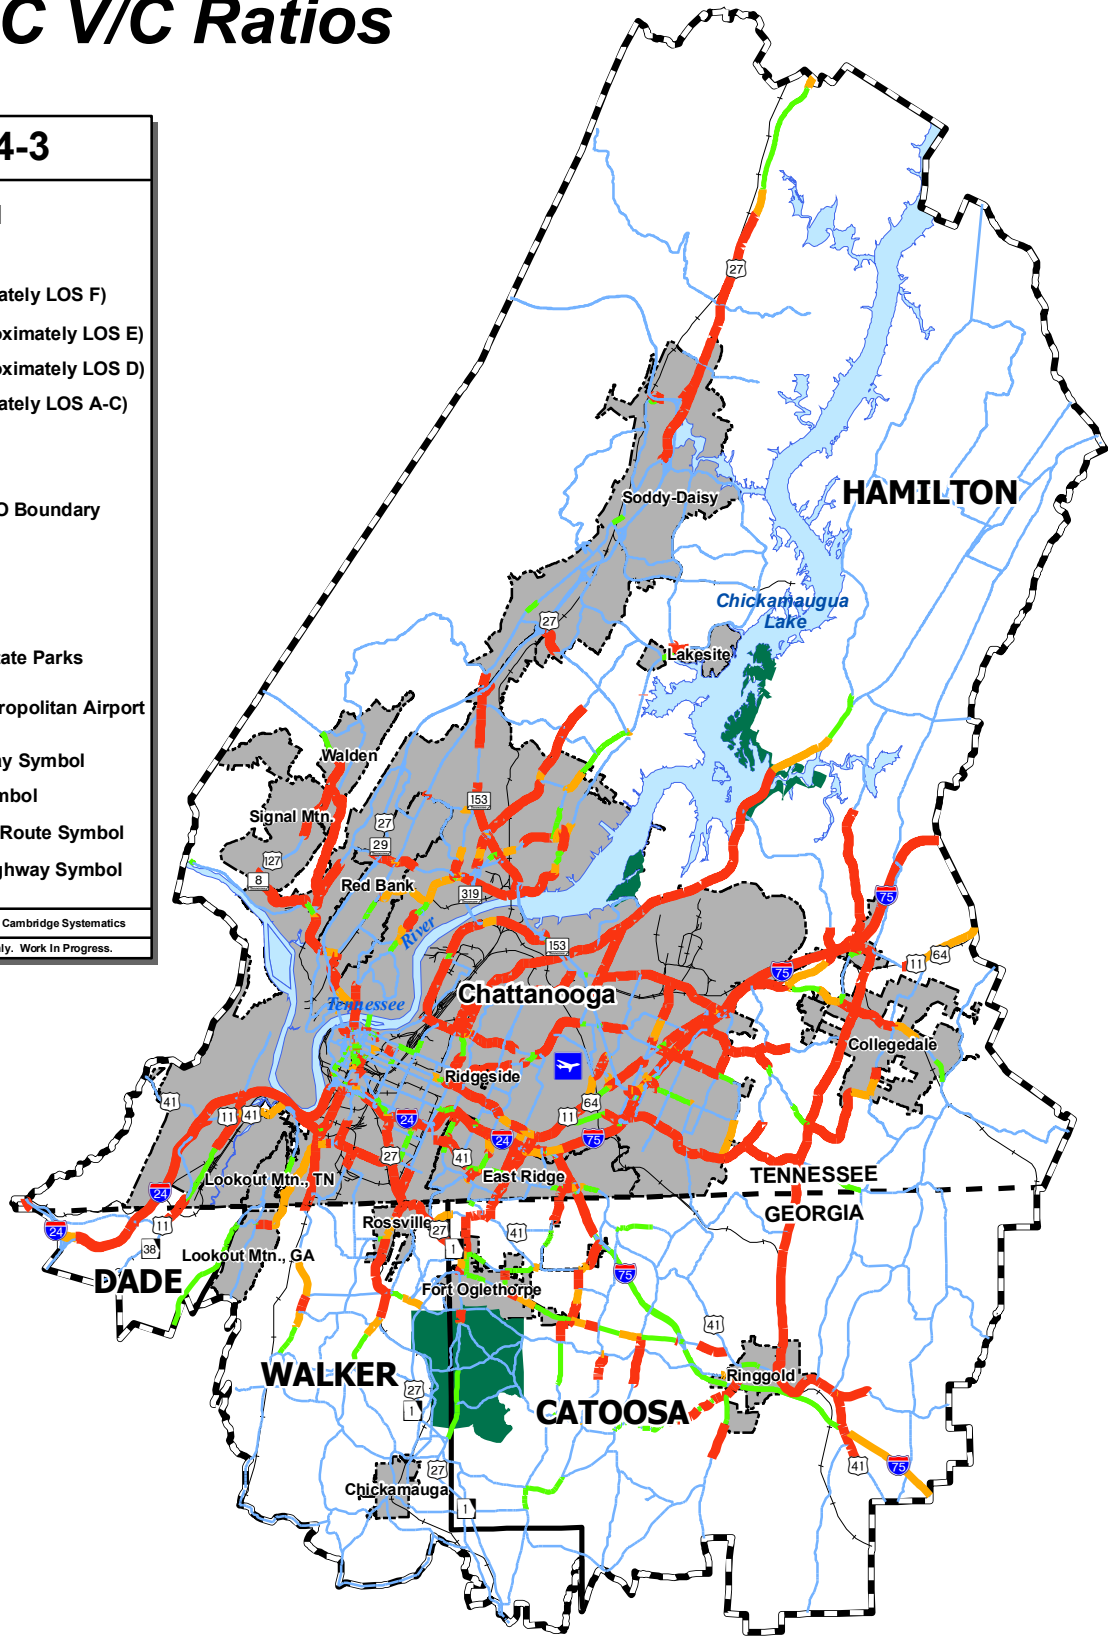 C V/C Ratios
4-3
ately LOS F)
oximately LOS E)
oximately LOS D)
ately LOS A-C)
O Boundary
tate Parks
ropolitan Airport
ay Symbol
mbol
Route Symbol
ghway Symbol
Cambridge Systematics
nly. Work In Progress.
27
Soddy-Daisy
HAMILTON
Chickamaugua
Lake
27
Lakesite
Walden
153
Signal Mtn.
27
29
127
8
Red Bank
319
75
River
153
11
64
75
Chattanooga
Tennessee
Collegedale
Ridgeside
41
11
41
24
11
64
24
75
27
41
East Ridge
TENNESSEE
Lookout Mtn., TN
24
GEORGIA
11
24
38
Rossville
27
41
1
Lookout Mtn., GA
75
DADE
Fort Oglethorpe
41
WALKER
Ringgold
27
1
CATOOSA
41
75
27
Chickamauga
1